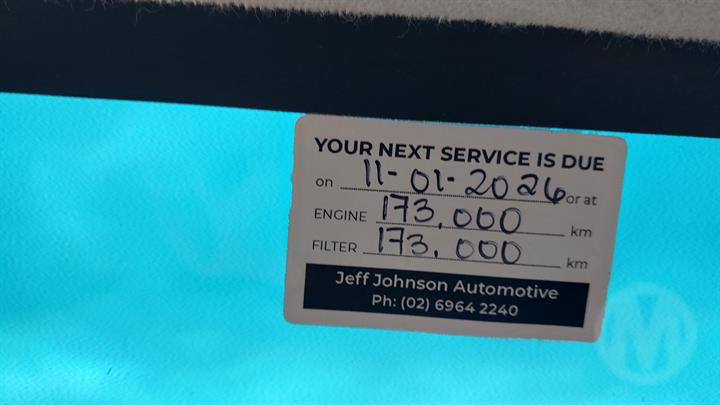 YOUR NEXT SERVICE IS DUE
on 11-01-2026 or at
ENGINE 173,000 km
FILTER 173,000 km
Jeff Johnson Automotive
Ph: (02) 6964 2240
M